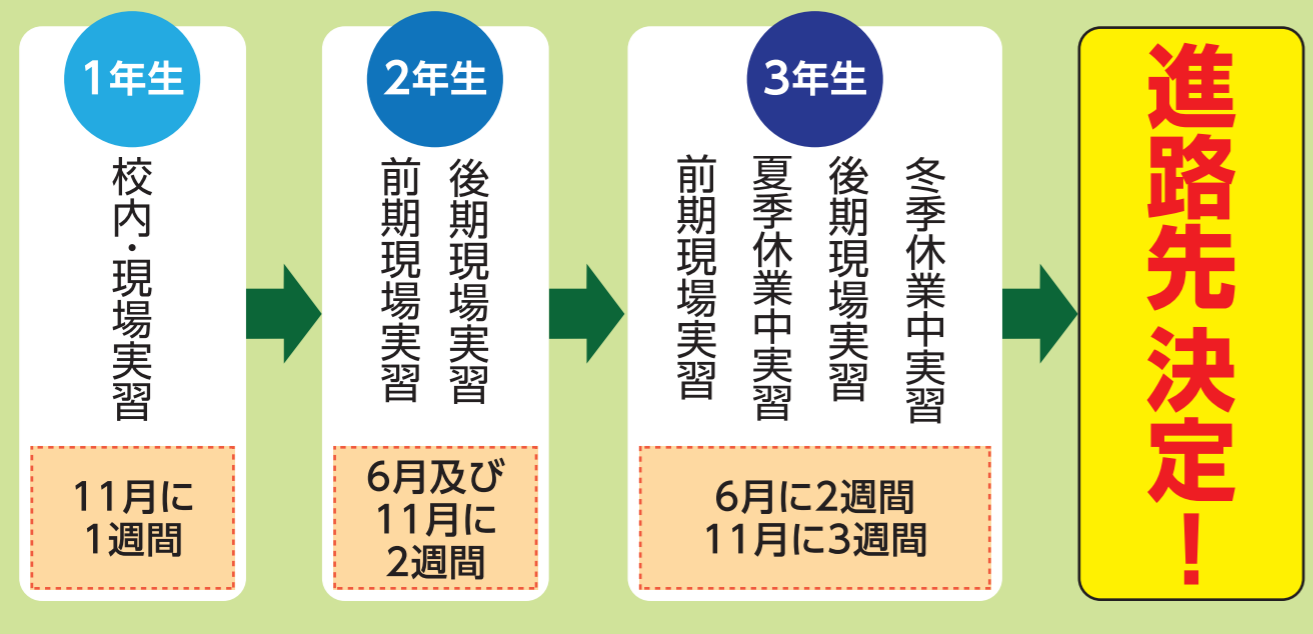 1年生
校内・現場実習
11月に
1週間
2年生
前期現場実習
後期現場実習
6月及び
11月に
2週間
3年生
前期現場実習
夏季休業中実習
後期現場実習
冬季休業中実習
6月に2週間
11月に3週間
進路先 決定！